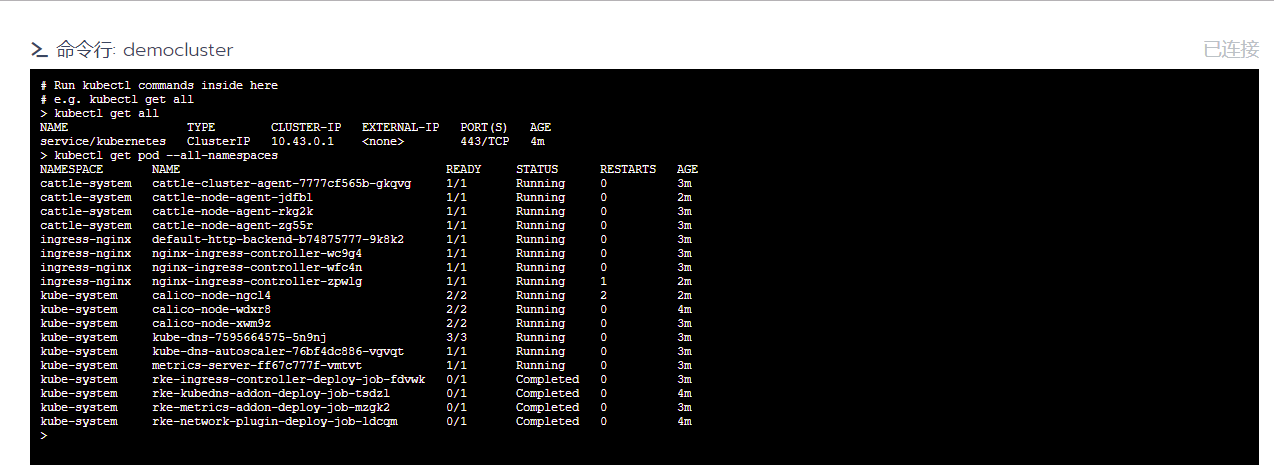 命令行: democluster
已连接
# Run kubectl commands inside here
# e.g. kubectl get all
> kubectl get all
NAME TYPE CLUSTER-IP EXTERNAL-IP PORT(S) AGE
service/kubernetes ClusterIP 10.43.0.1 <none> 443/TCP 4m
> kubectl get pod --all-namespaces
NAMESPACE NAME READY STATUS RESTARTS AGE
cattle-system cattle-cluster-agent-7777cf565b-gkqvg 1/1 Running 0 3m
cattle-system cattle-node-agent-jdfbl 1/1 Running 0 2m
cattle-system cattle-node-agent-rkg2k 1/1 Running 0 3m
cattle-system cattle-node-agent-zg55r 1/1 Running 0 3m
ingress-nginx default-http-backend-b74875777-9k8k2 1/1 Running 0 3m
ingress-nginx nginx-ingress-controller-wc9g4 1/1 Running 0 3m
ingress-nginx nginx-ingress-controller-wfc4n 1/1 Running 0 3m
ingress-nginx nginx-ingress-controller-zpwlg 1/1 Running 1 2m
kube-system calico-node-ngcl4 2/2 Running 2 2m
kube-system calico-node-wdxr8 2/2 Running 0 4m
kube-system calico-node-xwm9z 2/2 Running 0 3m
kube-system kube-dns-7595664575-5n9nj 3/3 Running 0 3m
kube-system kube-dns-autoscaler-76bf4dc886-vgvqt 1/1 Running 0 3m
kube-system metrics-server-ff67c777f-vmtvt 1/1 Running 0 3m
kube-system rke-ingress-controller-deploy-job-fdvwk 0/1 Completed 0 3m
kube-system rke-kubedns-addon-deploy-job-tsdzl 0/1 Completed 0 4m
kube-system rke-metrics-addon-deploy-job-mzgk2 0/1 Completed 0 3m
kube-system rke-network-plugin-deploy-job-ldcqm 0/1 Completed 0 4m
>